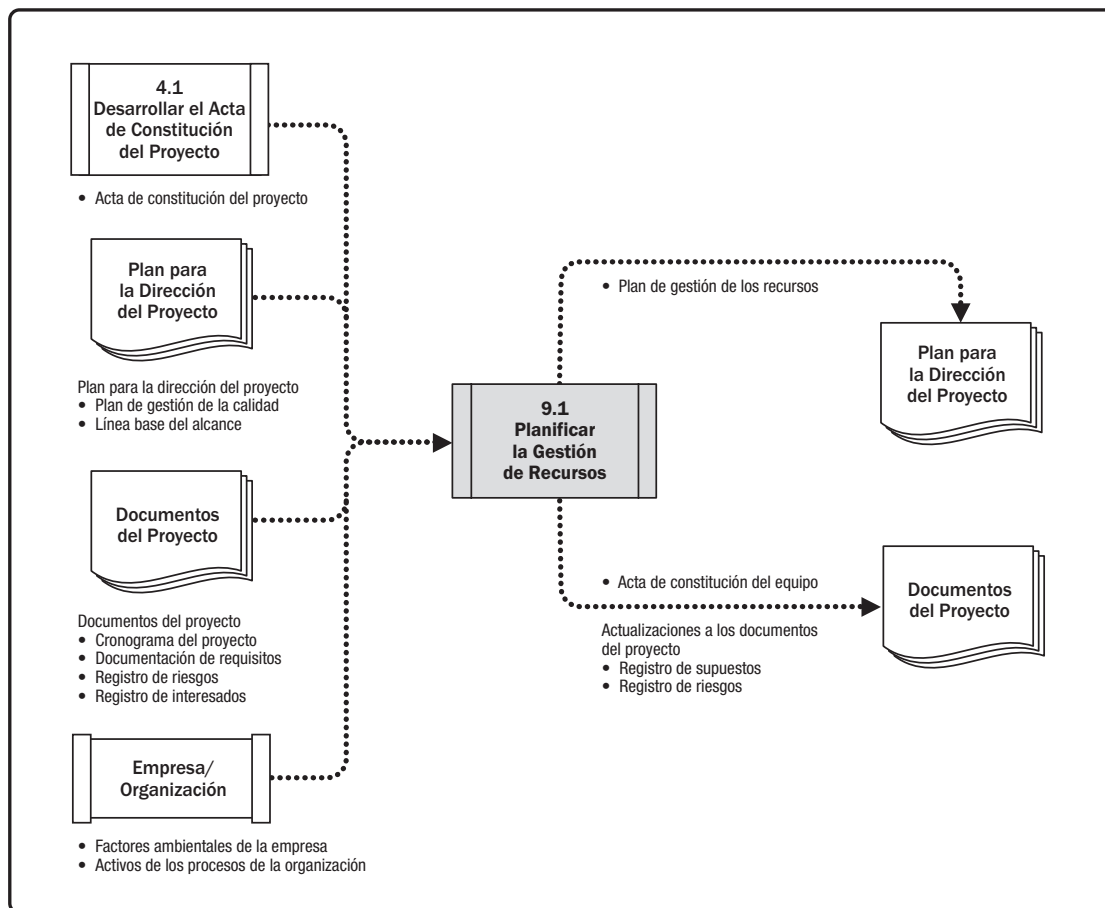 4.1
Desarrollar el Acta
de Constitución
del Proyecto
• Acta de constitución del proyecto
Plan para
la Dirección
del Proyecto
Plan para la dirección del proyecto
• Plan de gestión de la calidad
• Línea base del alcance
Documentos
del Proyecto
Documentos del proyecto
• Cronograma del proyecto
• Documentación de requisitos
• Registro de riesgos
• Registro de interesados
Empresa/
Organización
• Factores ambientales de la empresa
• Activos de los procesos de la organización
9.1
Planificar
la Gestión
de Recursos
• Plan de gestión de los recursos
Plan para
la Dirección
del Proyecto
• Acta de constitución del equipo
Actualizaciones a los documentos
del proyecto
• Registro de supuestos
• Registro de riesgos
Documentos
del Proyecto